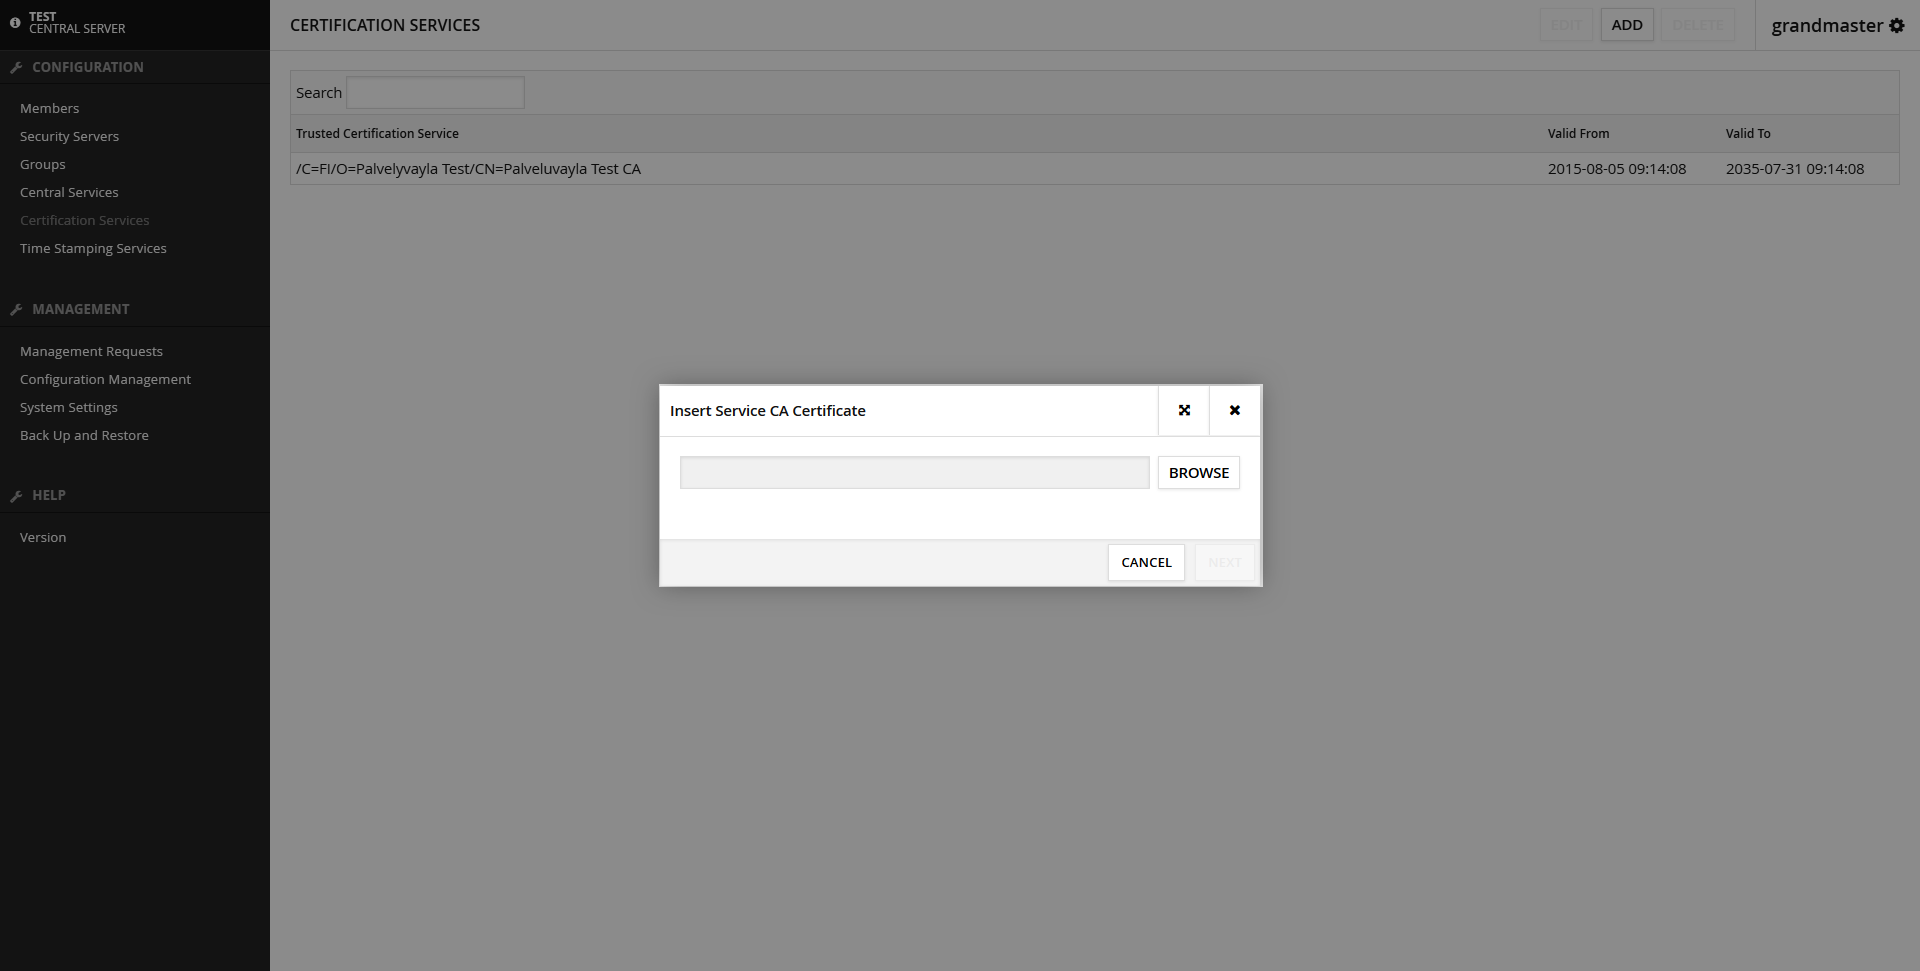 TEST
CENTRAL SERVER
CERTIFICATION SERVICES
EDIT
ADD
DELETE
grandmaster
CONFIGURATION
Members
Security Servers
Groups
Central Services
Certification Services
Time Stamping Services
MANAGEMENT
Management Requests
Configuration Management
System Settings
Back Up and Restore
HELP
Version
Search
Trusted Certification Service Valid From Valid To
/C=FI/O=Palvelyvayla Test/CN=Palveluvayla Test CA 2015-08-05 09:14:08 2035-07-31 09:14:08
Insert Service CA Certificate
BROWSE
CANCEL
NEXT